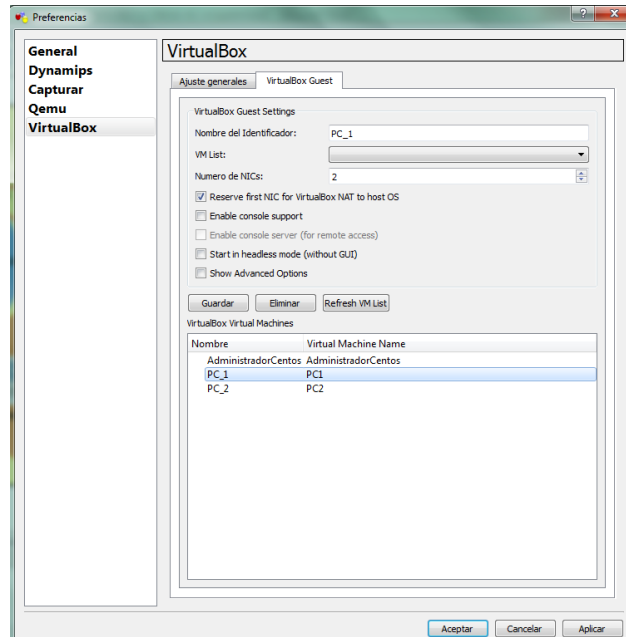 Preferencias
General
Dynamips
Capturar
Qemu
VirtualBox
VirtualBox
Ajuste generales
VirtualBox Guest
VirtualBox Guest Settings
Nombre del Identificador: PC_1
VM List:
Numero de NICs: 2
Reserve first NIC for VirtualBox NAT to host OS
Enable console support
Enable console server (for remote access)
Start in headless mode (without GUI)
Show Advanced Options
Guardar Eliminar Refresh VM List
VirtualBox Virtual Machines
Nombre Virtual Machine Name
AdministradorCentos AdministradorCentos
PC_1 PC1
PC_2 PC2
Aceptar Cancelar Aplicar